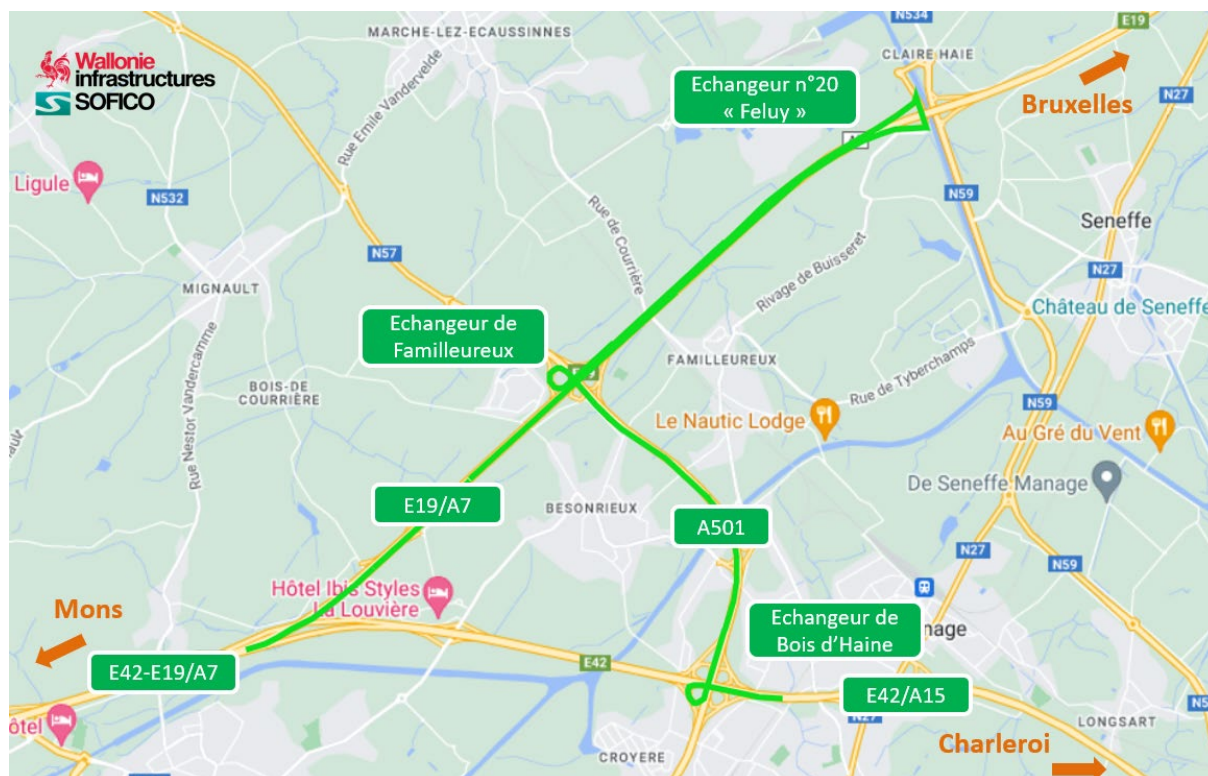 Wallonie
infrastructures
SOFICO
MARCHE-LEZ-ECAUSSINNES
N534
E19
CLAIRE HAIE
Echangeur n°20
« Feluy »
Bruxelles
N27
Rue Emile Vandervelde
Ligule
N532
N59
Seneffe
Rue de Courrière
Rivage de Buisseret
N57
N27
MIGNAULT
Château de Seneffe
Echangeur de
Familleureux
FAMILLEUREUX
BOIS-DE
COURRIÈRE
Rue de Tyberchamps
N59
Rue Nestor Vandercamme
Le Nautic Lodge
Au Gré du Vent
De Seneffe Manage
E19/A7
BESONRIEUX
A501
N27
N59
Hôtel Ibis Styles
La Louvière
Mons
Echangeur de
Bois d'Haine
nage
E42-E19/A7
E42
E42/A15
N27
LONGSART
ôtel
CROYERE
Charleroi